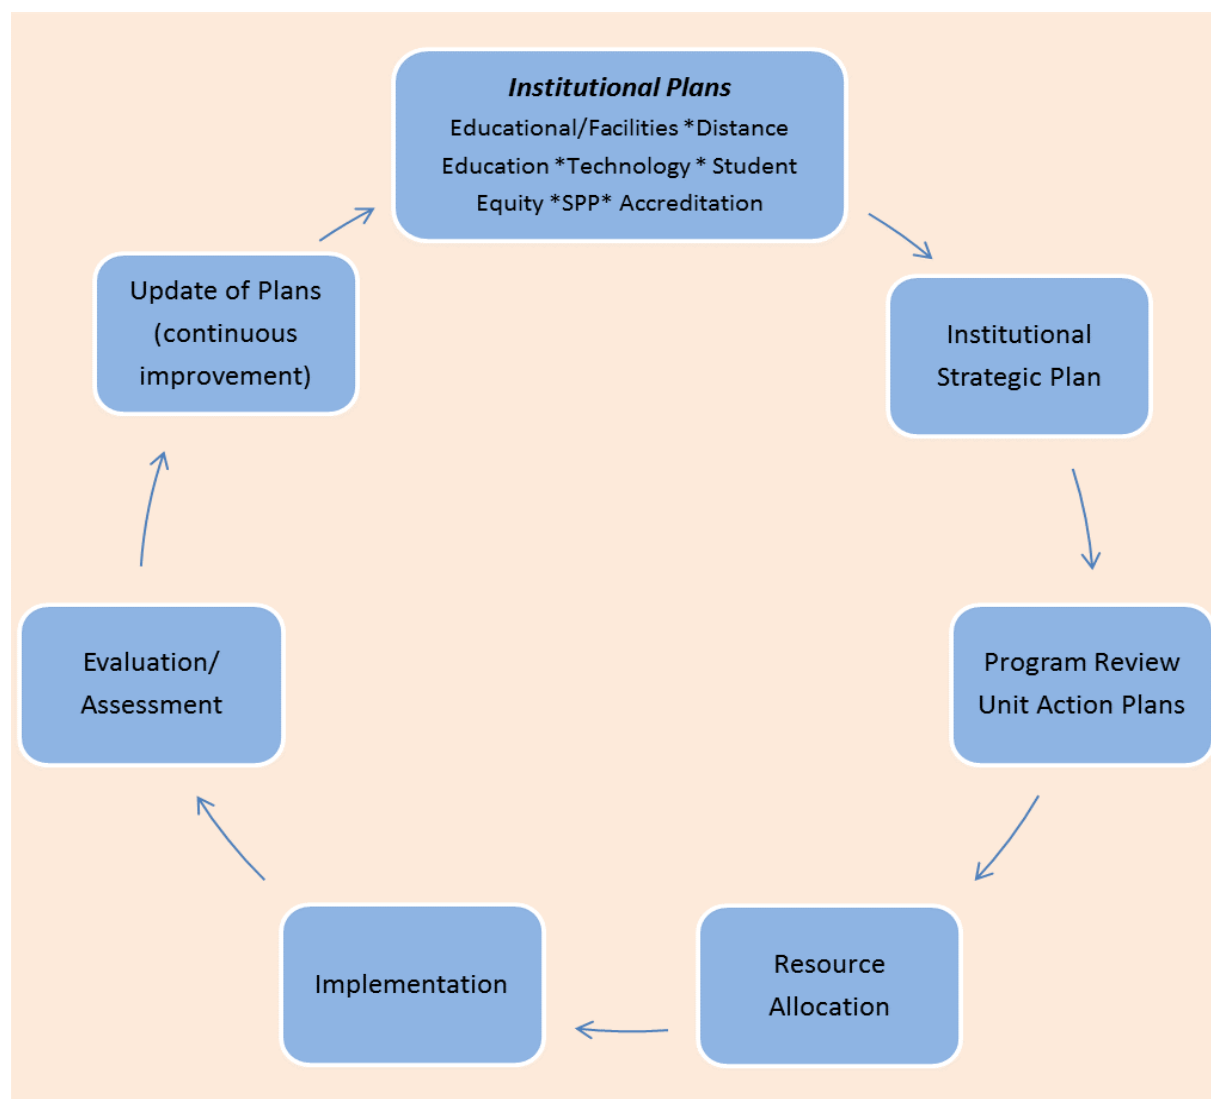 Institutional Plans
Educational/Facilities *Distance
Education *Technology * Student
Equity *SPP* Accreditation
Institutional
Strategic Plan
Program Review
Unit Action Plans
Resource
Allocation
Implementation
Evaluation/
Assessment
Update of Plans
(continuous
improvement)